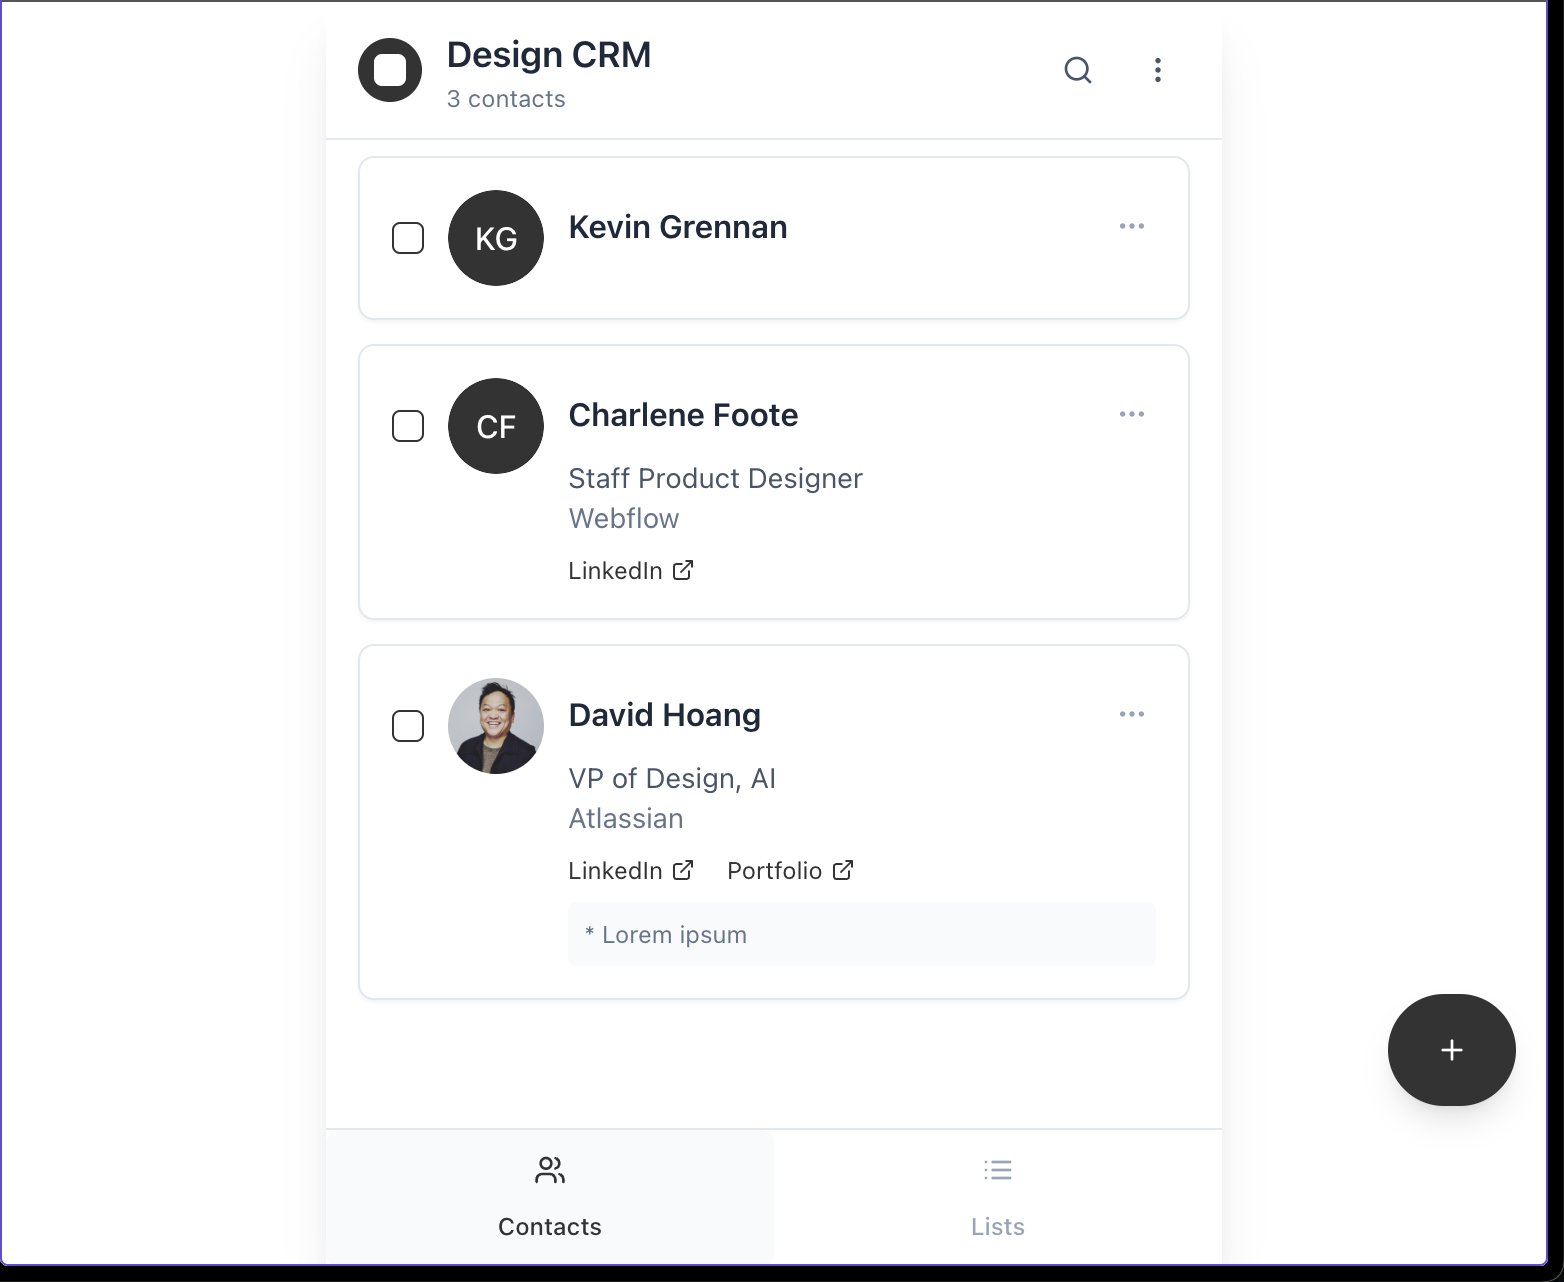 Design CRM
3 contacts
KG
Kevin Grennan
CF
Charlene Foote
Staff Product Designer
Webflow
LinkedIn
David Hoang
VP of Design, AI
Atlassian
LinkedIn Portfolio
* Lorem ipsum
Contacts
Lists